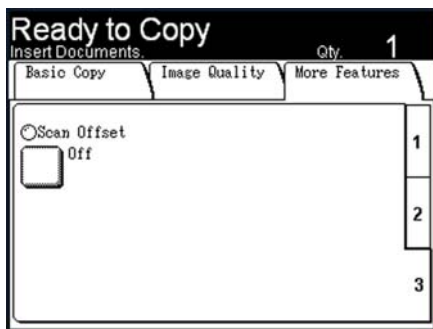 Ready to Copy
Insert Documents.
Qty. 1
Basic Copy
Image Quality
More Features
Scan Offset
Off
1
2
3